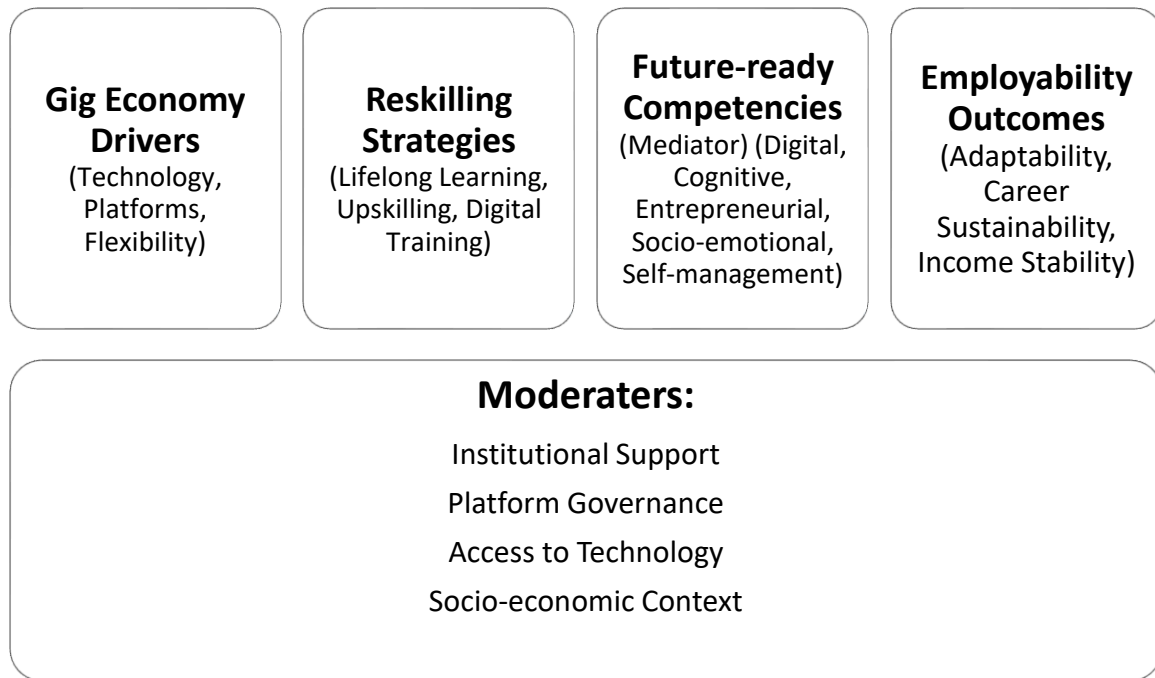 Gig Economy
Drivers
(Technology,
Platforms,
Flexibility)
Reskilling
Strategies
(Lifelong Learning,
Upskilling, Digital
Training)
Future-ready
Competencies
(Mediator) (Digital,
Cognitive,
Entrepreneurial,
Socio-emotional,
Self-management)
Employability
Outcomes
(Adaptability,
Career
Sustainability,
Income Stability)
Moderaters:
Institutional Support
Platform Governance
Access to Technology
Socio-economic Context